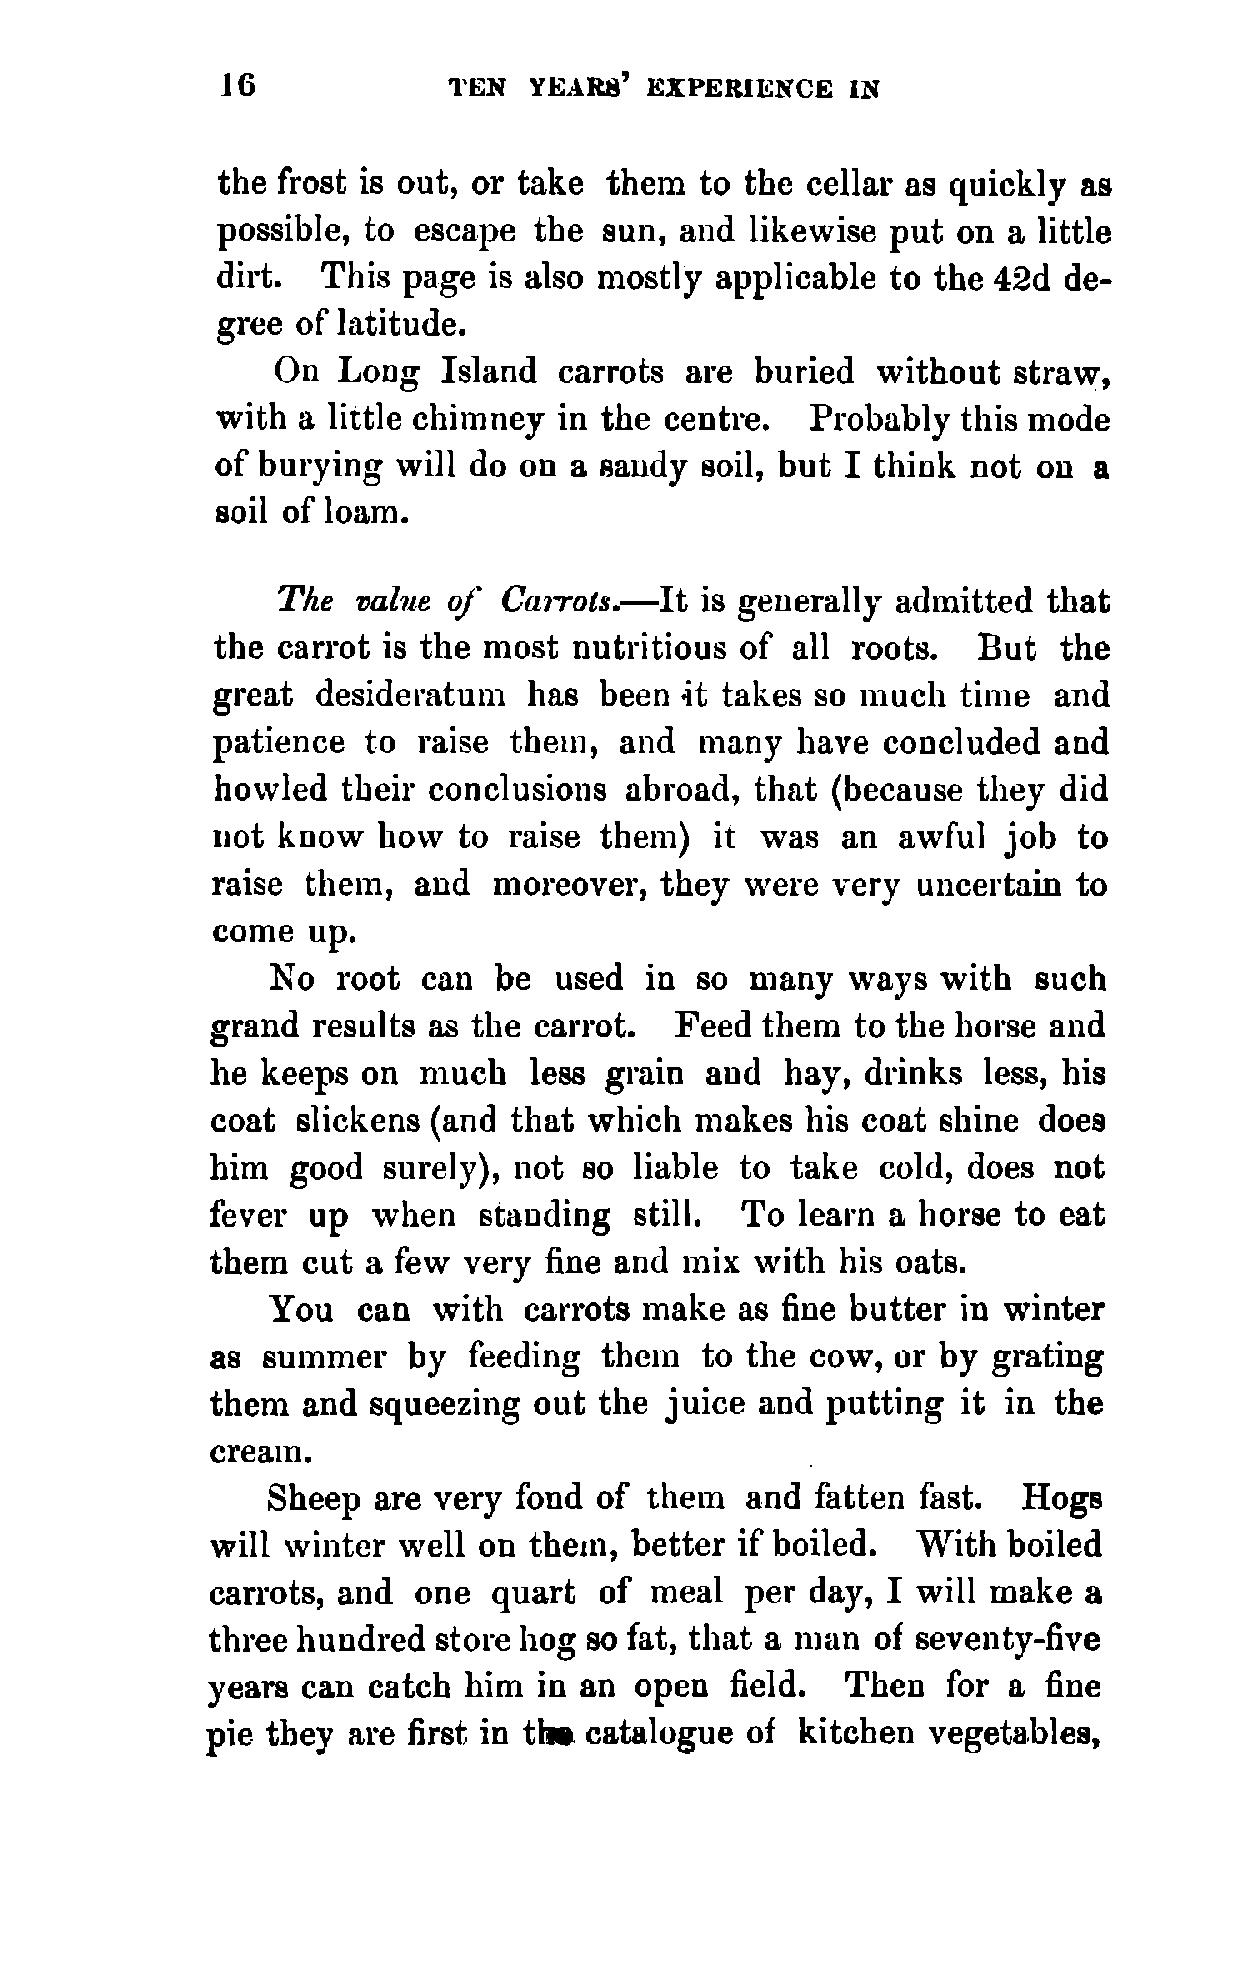 16 TEN YEARS' EXPERIENCE IN
the frost is out, or take them to the cellar as quickly as
possible, to escape the sun, and likewise put on a little
dirt. This page is also mostly applicable to the 42d de-
gree of latitude.
On Long Island carrots are buried without straw,
with a little chimney in the centre. Probably this mode
of burying will do on a sandy soil, but I think not on a
soil of loam.
The value of Carrots.—It is generally admitted that
the carrot is the most nutritious of all roots. But the
great desideratum has been it takes so much time and
patience to raise them, and many have concluded and
howled their conclusions abroad, that (because they did
not know how to raise them) it was an awful job to
raise them, and moreover, they were very uncertain to
come up.
No root can be used in so many ways with such
grand results as the carrot. Feed them to the horse and
he keeps on much less grain and hay, drinks less, his
coat slickens (and that which makes his coat shine does
him good surely), not so liable to take cold, does not
fever up when standing still. To learn a horse to eat
them cut a few very fine and mix with his oats.
You can with carrots make as fine butter in winter
as summer by feeding them to the cow, or by grating
them and squeezing out the juice and putting it in the
cream.
Sheep are very fond of them and fatten fast. Hogs
will winter well on them, better if boiled. With boiled
carrots, and one quart of meal per day, I will make a
three hundred store hog so fat, that a man of seventy-five
years can catch him in an open field. Then for a fine
pie they are first in the catalogue of kitchen vegetables,